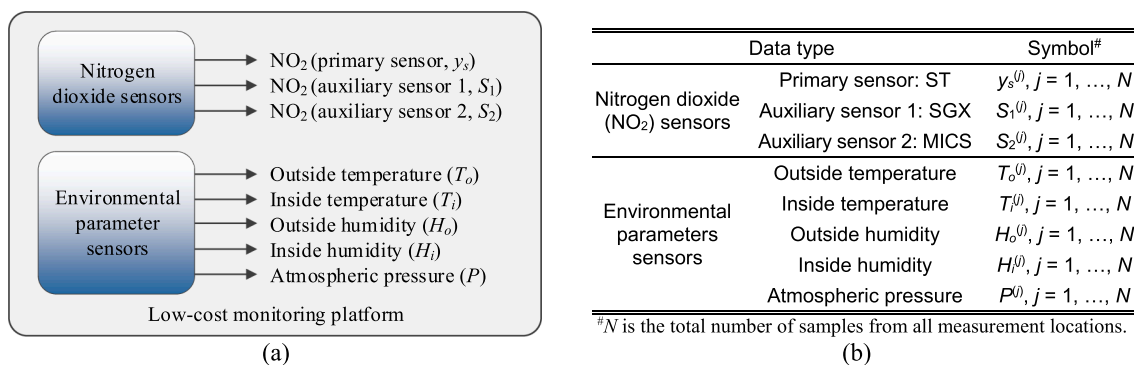 Nitrogen
dioxide sensors
NO₂ (primary sensor, yₛ)
NO₂ (auxiliary sensor 1, S₁)
NO₂ (auxiliary sensor 2, S₂)
Environmental
parameter
sensors
Outside temperature (Tₒ)
Inside temperature (Tᵢ)
Outside humidity (Hₒ)
Inside humidity (Hᵢ)
Atmospheric pressure (P)
Low-cost monitoring platform
(a)
Data type Symbol#
Nitrogen dioxide
(NO₂) sensors
Primary sensor: ST yₛ⁽ʲ⁾, j = 1, …, N
Auxiliary sensor 1: SGX S₁⁽ʲ⁾, j = 1, …, N
Auxiliary sensor 2: MICS S₂⁽ʲ⁾, j = 1, …, N
Environmental
parameters
sensors
Outside temperature Tₒ⁽ʲ⁾, j = 1, …, N
Inside temperature Tᵢ⁽ʲ⁾, j = 1, …, N
Outside humidity Hₒ⁽ʲ⁾, j = 1, …, N
Inside humidity Hᵢ⁽ʲ⁾, j = 1, …, N
Atmospheric pressure P⁽ʲ⁾, j = 1, …, N
#N is the total number of samples from all measurement locations.
(b)